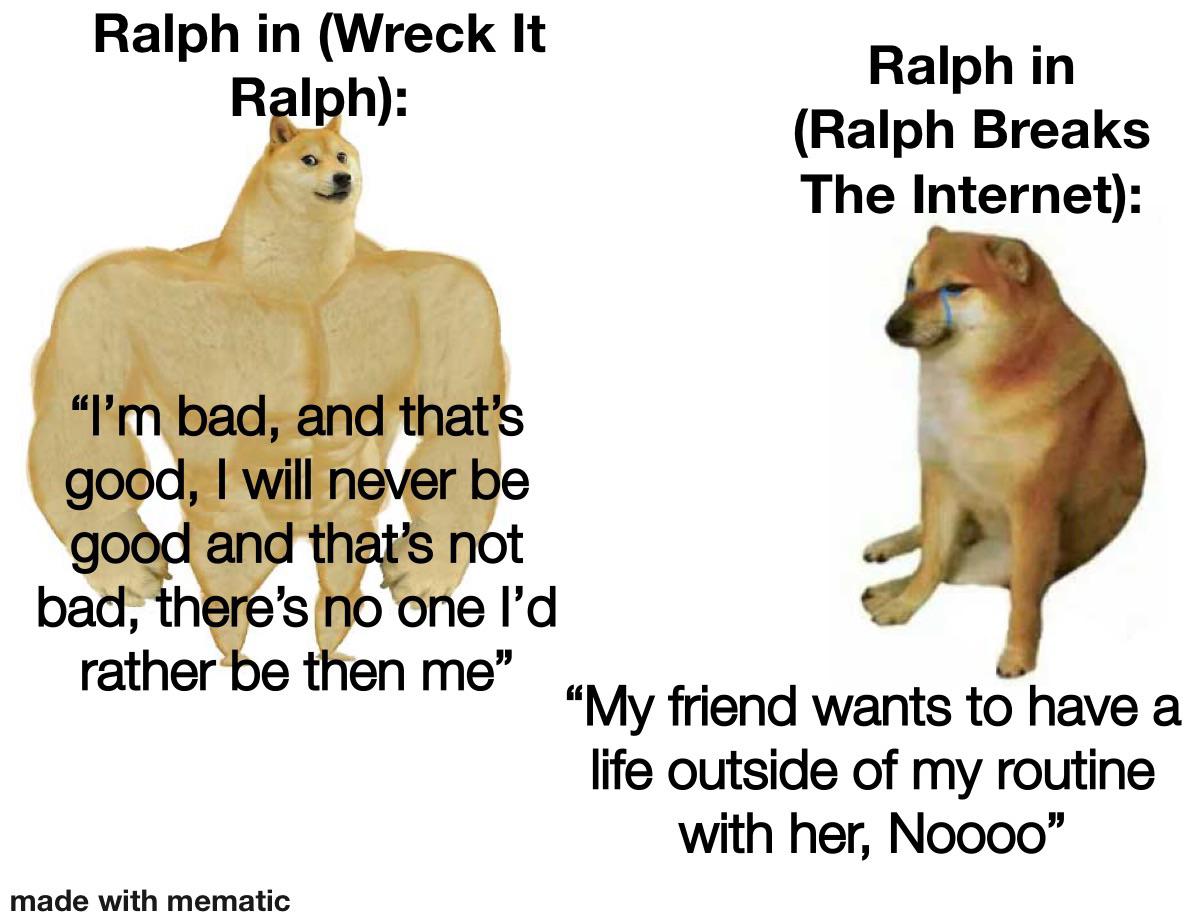 Ralph in (Wreck It
Ralph):
“I’m bad, and that’s
good, I will never be
good and that’s not
bad, there’s no one I’d
rather be then me”
Ralph in
(Ralph Breaks
The Internet):
“My friend wants to have a
life outside of my routine
with her, Noooo”
made with mematic